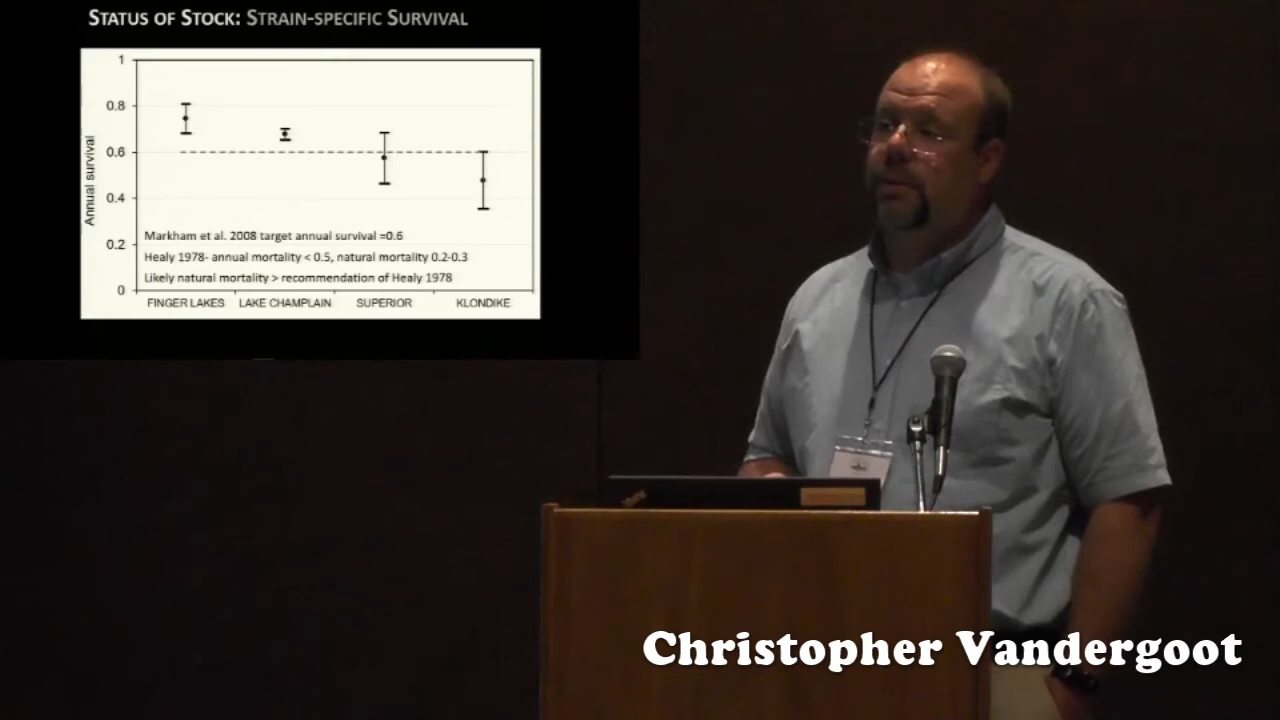 STATUS OF STOCK: STRAIN-SPECIFIC SURVIVAL
1
0.8
0.6
0.4
0.2
0
Annual survival
Markham et al. 2008 target annual survival =0.6
Healy 1978- annual mortality < 0.5, natural mortality 0.2-0.3
Likely natural mortality > recommendation of Healy 1978
FINGER LAKES LAKE CHAMPLAIN SUPERIOR KLONDIKE
Christopher Vandergoot